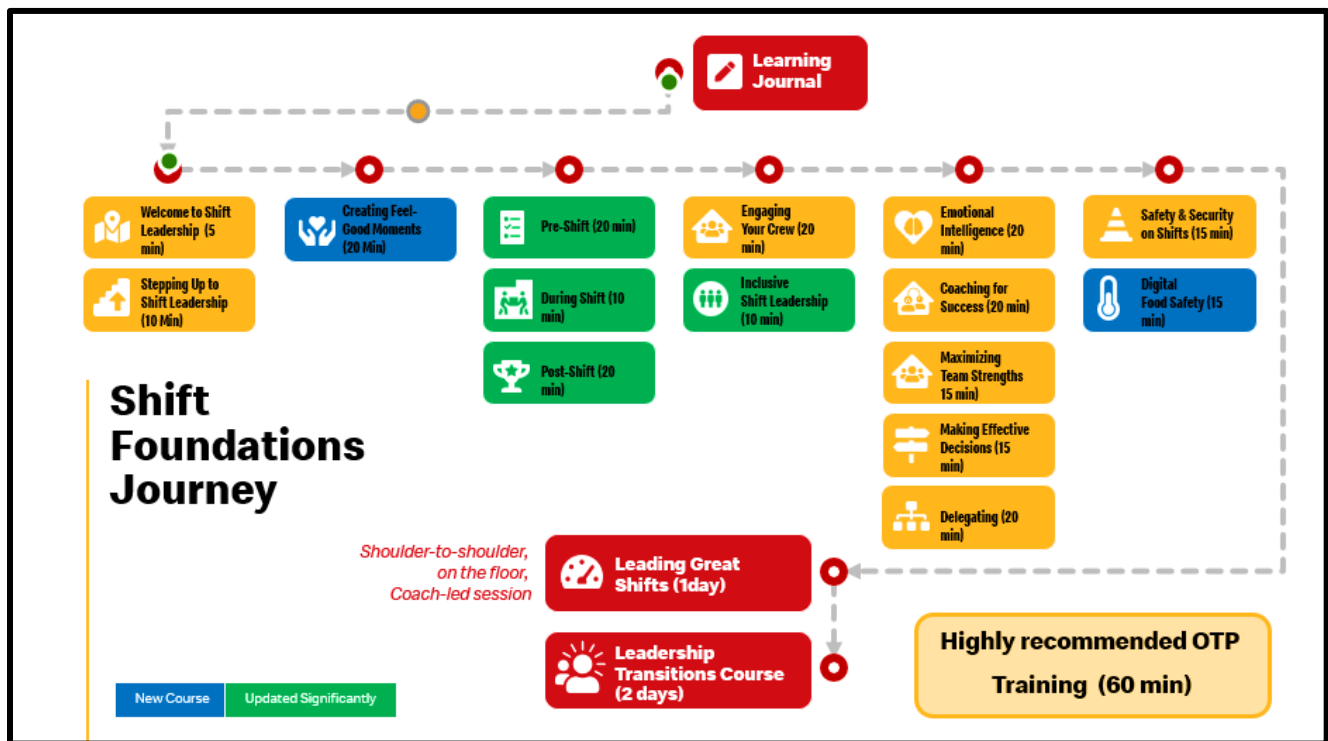 Learning
Journal
Welcome to Shift
Leadership (5
min)
Stepping Up to
Shift Leadership
(10 Min)
Creating Feel-
Good Moments
(20 Min)
Pre-Shift (20 min)
During Shift (10
min)
Post-Shift (20
min)
Engaging
Your Crew (20
min)
Inclusive
Shift Leadership
(10 min)
Emotional
Intelligence (20
min)
Coaching for
Success (20 min)
Maximizing
Team Strengths
15 min)
Making Effective
Decisions (15
min)
Delegating (20
min)
Safety & Security
on Shifts (15 min)
Digital
Food Safety (15
min)
Shift
Foundations
Journey
Shoulder-to-shoulder,
on the floor,
Coach-led session
Leading Great
Shifts (1day)
Leadership
Transitions Course
(2 days)
Highly recommended OTP
Training (60 min)
New Course
Updated Significantly